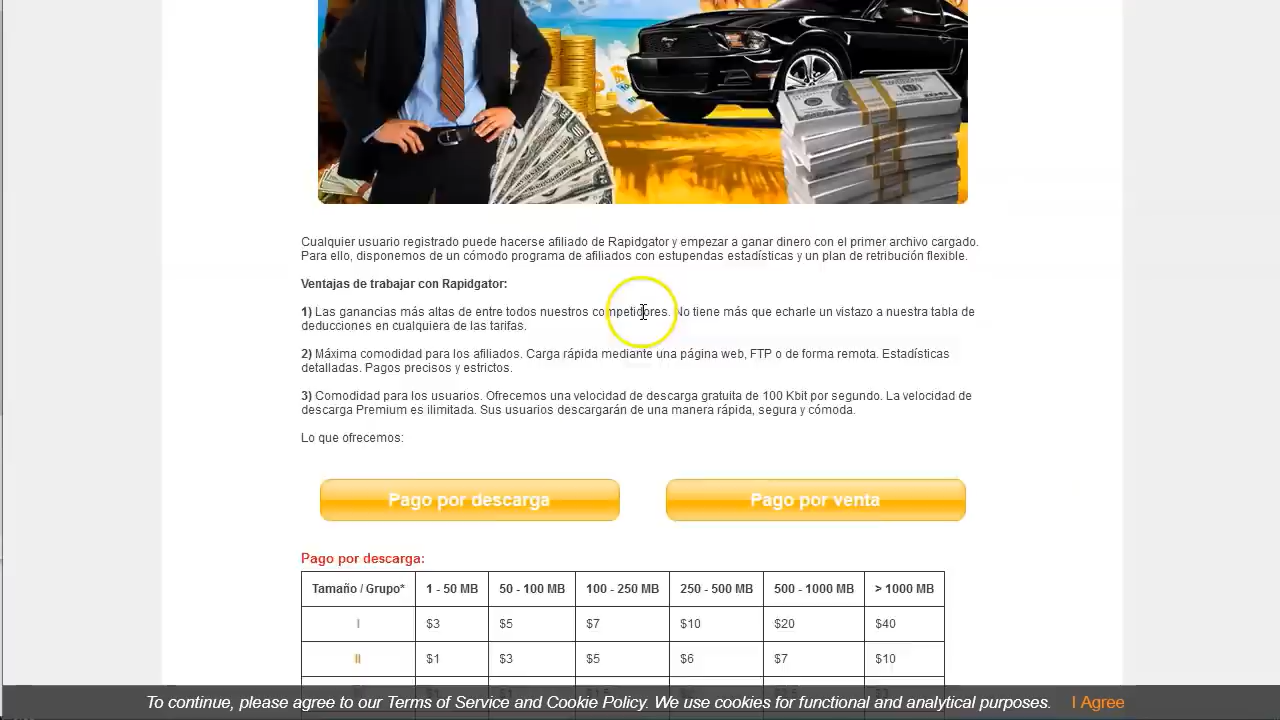 Cualquier usuario registrado puede hacerse afiliado de Rapidgator y empezar a ganar dinero con el primer archivo cargado.
Para ello, disponemos de un cómodo programa de afiliados con estupendas estadísticas y un plan de retribución flexible.
Ventajas de trabajar con Rapidgator:
1) Las ganancias más altas de entre todos nuestros competidores. No tiene más que echarle un vistazo a nuestra tabla de
deducciones en cualquiera de las tarifas.
2) Máxima comodidad para los afiliados. Carga rápida mediante una página web, FTP o de forma remota. Estadísticas
detalladas. Pagos precisos y estrictos.
3) Comodidad para los usuarios. Ofrecemos una velocidad de descarga gratuita de 100 Kbit por segundo. La velocidad de
descarga Premium es ilimitada. Sus usuarios descargarán de una manera rápida, segura y cómoda.
Lo que ofrecemos:
Pago por descarga Pago por venta
Pago por descarga:
Tamaño / Grupo* 1 - 50 MB 50 - 100 MB 100 - 250 MB 250 - 500 MB 500 - 1000 MB > 1000 MB
I $3 $5 $7 $10 $20 $40
II $1 $3 $5 $6 $7 $10
To continue, please agree to our Terms of Service and Cookie Policy. We use cookies for functional and analytical purposes. I Agree